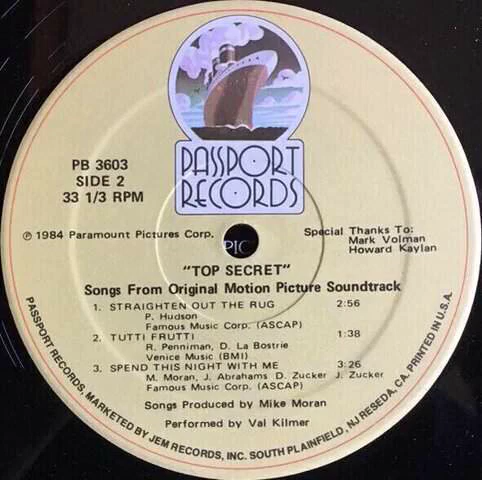 PASSPORT
RECORDS
PB 3603
SIDE 2
33 1/3 RPM
℗ 1984 Paramount Pictures Corp.
Special Thanks To:
Mark Volman
Howard Kaylan
PIC
"TOP SECRET"
Songs From Original Motion Picture Soundtrack
1. STRAIGHTEN OUT THE RUG 2:56
P. Hudson
Famous Music Corp. (ASCAP)
2. TUTTI FRUTTI 1:38
R. Penniman, D. La Bostrie
Venice Music (BMI)
3. SPEND THIS NIGHT WITH ME 3:26
M. Moran, J. Abrahams D. Zucker J. Zucker
Famous Music Corp. (ASCAP)
Songs Produced by Mike Moran
Performed by Val Kilmer
PASSPORT RECORDS, MARKETED BY JEM RECORDS, INC. SOUTH PLAINFIELD, NJ RESEDA, CA. PRINTED IN U.S.A.